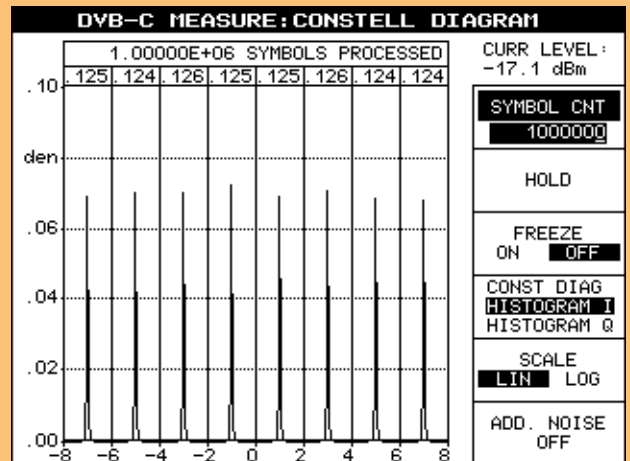 DVB-C MEASURE:CONSTELL DIAGRAM
1.00000E+06 SYMBOLS PROCESSED
.125 .124 .126 .125 .125 .126 .124 .124
.10
den
.06
.04
.02
.00
-8 -6 -4 -2 0 2 4 6 8
CURR LEVEL:
-17.1 dBm
SYMBOL CNT
1000000
HOLD
FREEZE
ON OFF
CONST DIAG
HISTOGRAM I
HISTOGRAM Q
SCALE
LIN LOG
ADD. NOISE
OFF